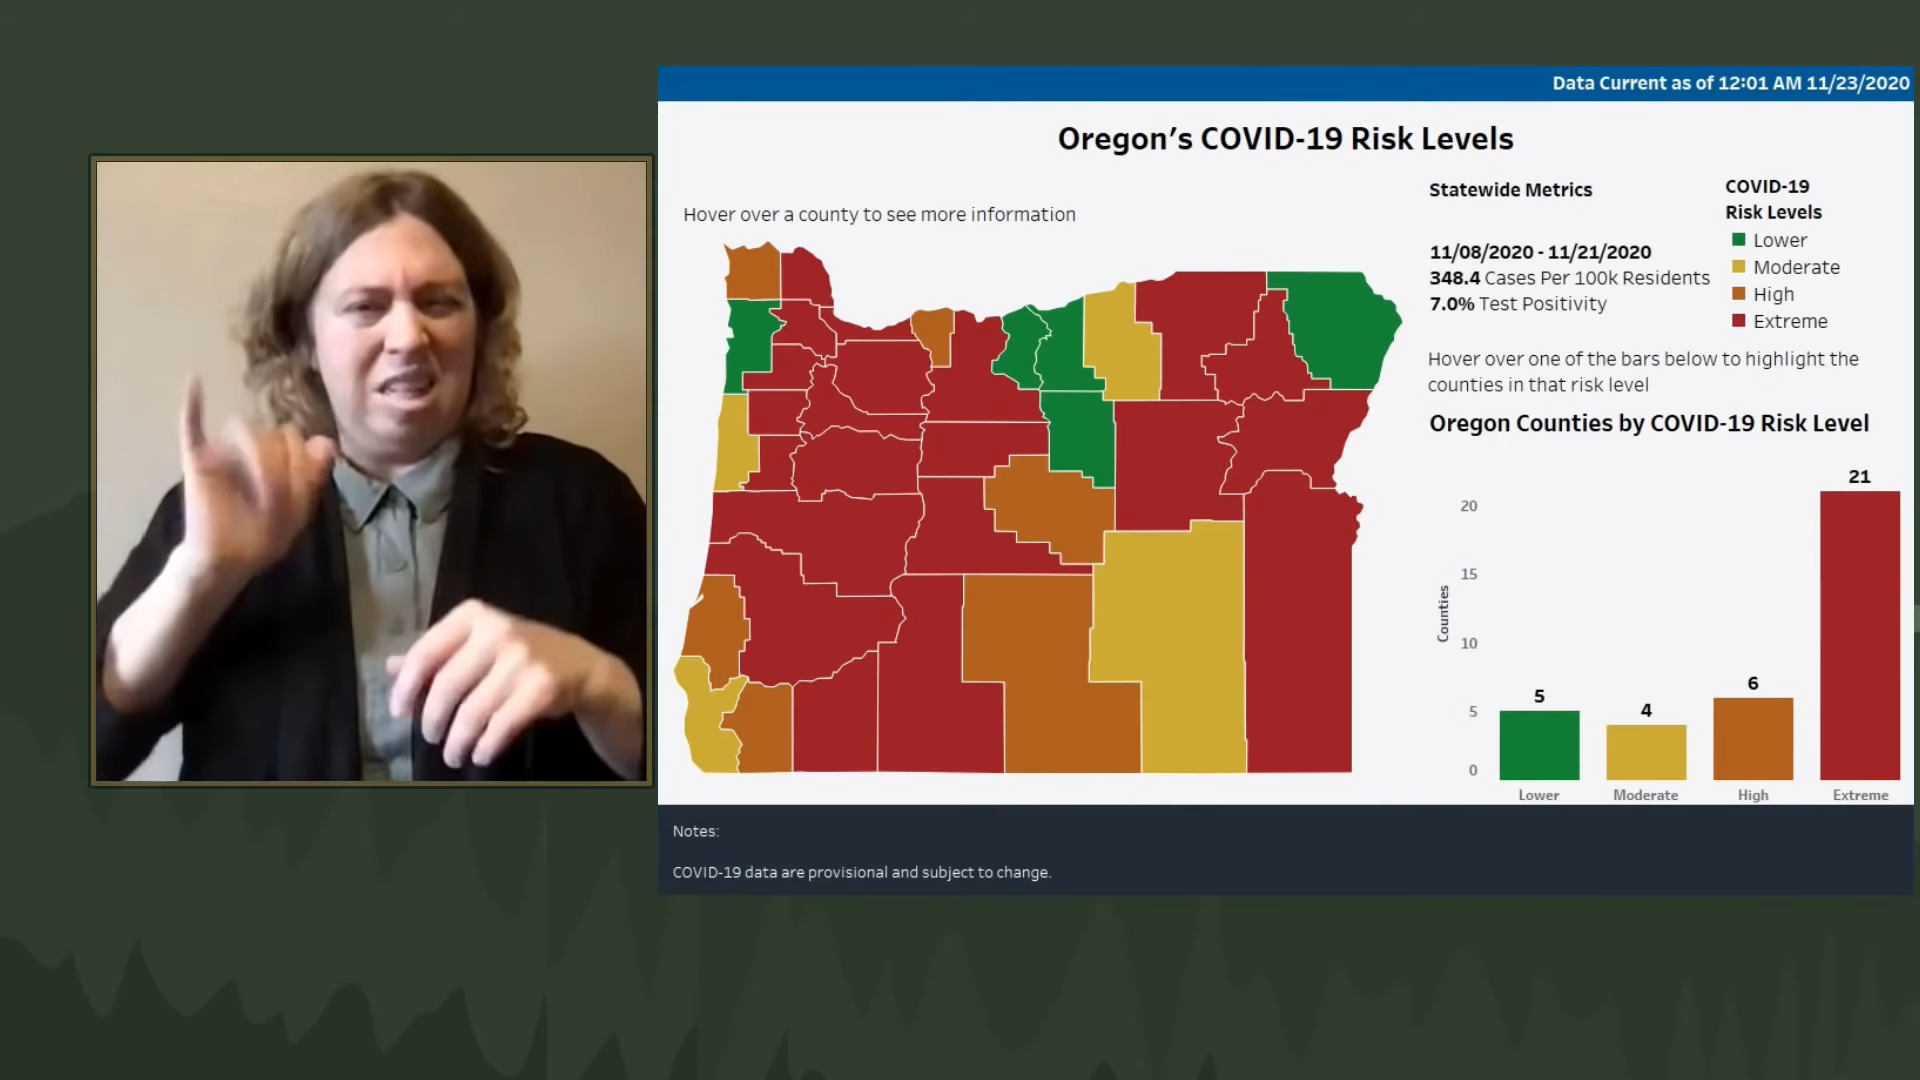 Data Current as of 12:01 AM 11/23/2020
Oregon's COVID-19 Risk Levels
Hover over a county to see more information
Statewide Metrics
11/08/2020 - 11/21/2020
348.4 Cases Per 100k Residents
7.0% Test Positivity
COVID-19
Risk Levels
Lower
Moderate
High
Extreme
Hover over one of the bars below to highlight the
counties in that risk level
Oregon Counties by COVID-19 Risk Level
Counties
20
15
10
5
0
5
4
6
21
Lower
Moderate
High
Extreme
Notes:
COVID-19 data are provisional and subject to change.